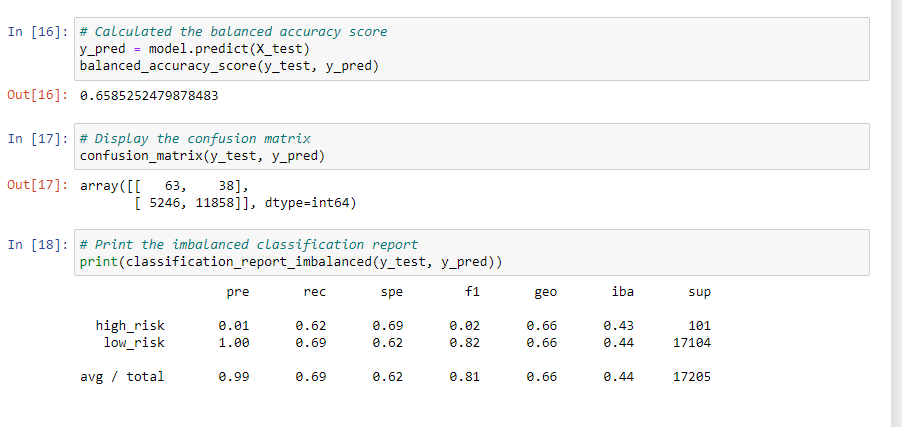 In [16]: # Calculated the balanced accuracy score
y_pred = model.predict(X_test)
balanced_accuracy_score(y_test, y_pred)
Out[16]: 0.6585252479878483
In [17]: # Display the confusion matrix
confusion_matrix(y_test, y_pred)
Out[17]: array([[   63,    38],
       [ 5246, 11858]], dtype=int64)
In [18]: # Print the imbalanced classification report
print(classification_report_imbalanced(y_test, y_pred))
pre rec spe f1 geo iba sup
high_risk 0.01 0.62 0.69 0.02 0.66 0.43 101
low_risk 1.00 0.69 0.62 0.82 0.66 0.44 17104
avg / total 0.99 0.69 0.62 0.81 0.66 0.44 17205